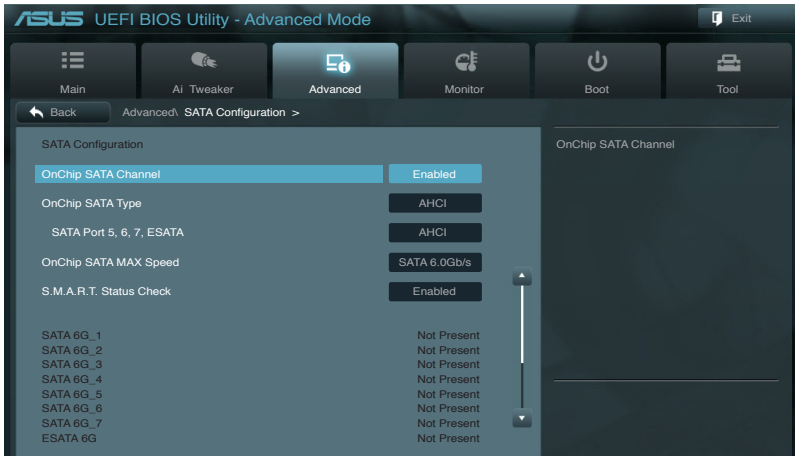 ASUS UEFI BIOS Utility - Advanced Mode Exit
Main Ai Tweaker Advanced Monitor Boot Tool
Back Advanced\ SATA Configuration >
SATA Configuration
OnChip SATA Channel
OnChip SATA Channel Enabled
OnChip SATA Type AHCI
SATA Port 5, 6, 7, ESATA AHCI
OnChip SATA MAX Speed SATA 6.0Gb/s
S.M.A.R.T. Status Check Enabled
SATA 6G_1 Not Present
SATA 6G_2 Not Present
SATA 6G_3 Not Present
SATA 6G_4 Not Present
SATA 6G_5 Not Present
SATA 6G_6 Not Present
SATA 6G_7 Not Present
ESATA 6G Not Present